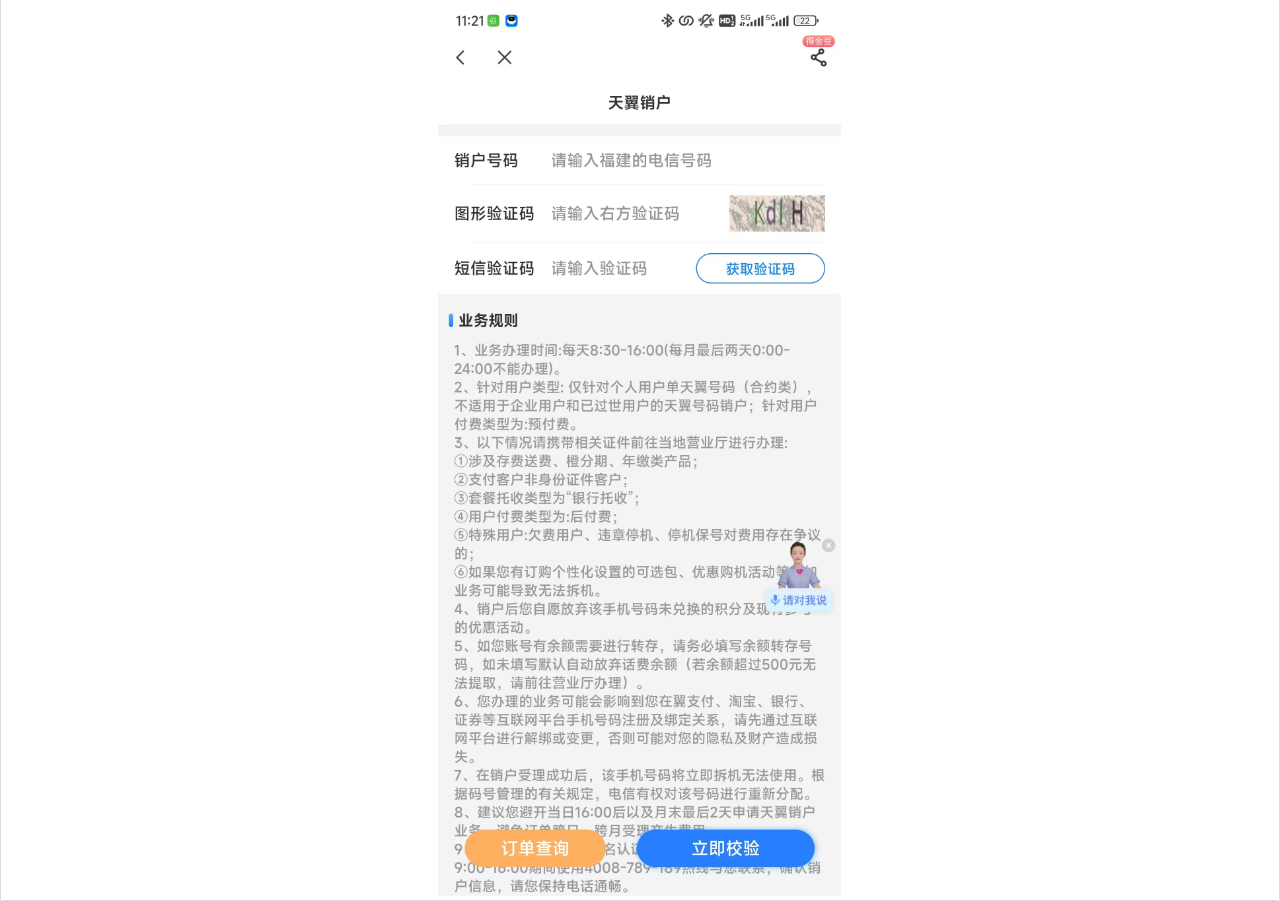 11:21
HD 5G 5G 22
得金豆
天翼销户
销户号码 请输入福建的电信号码
图形验证码 请输入右方验证码 KdlH
短信验证码 请输入验证码 获取验证码
业务规则
1、业务办理时间:每天8:30-16:00(每月最后两天0:00-
24:00不能办理)。
2、针对用户类型: 仅针对个人用户单天翼号码（合约类），
不适用于企业用户和已过世用户的天翼号码销户；针对用户
付费类型为:预付费。
3、以下情况请携带相关证件前往当地营业厅进行办理:
①涉及存费送费、橙分期、年缴类产品；
②支付客户非身份证件客户；
③套餐托收类型为“银行托收”；
④用户付费类型为:后付费；
⑤特殊用户:欠费用户、违章停机、停机保号对费用存在争议
的；
⑥如果您有订购个性化设置的可选包、优惠购机活动
业务可能导致无法拆机。
请对我说
4、销户后您自愿放弃该手机号码未兑换的积分及现有参与
的优惠活动。
5、如您账号有余额需要进行转存，请务必填写余额转存号
码，如未填写默认自动放弃话费余额（若余额超过500元无
法提取，请前往营业厅办理）。
6、您办理的业务可能会影响到您在翼支付、淘宝、银行、
证券等互联网平台手机号码注册及绑定关系，请先通过互联
网平台进行解绑或变更，否则可能对您的隐私及财产造成损
失。
7、在销户受理成功后，该手机号码将立即拆机无法使用。根
据码号管理的有关规定，电信有权对该号码进行重新分配。
8、建议您避开当日16:00后以及月末最后2天申请天翼销户
业务，避免订单跨日、跨月受理产生费用
9 名认证
订单查询 立即校验
9:00-16:00期间使用4008-789-189热线与您联系，确认销
户信息，请您保持电话通畅。